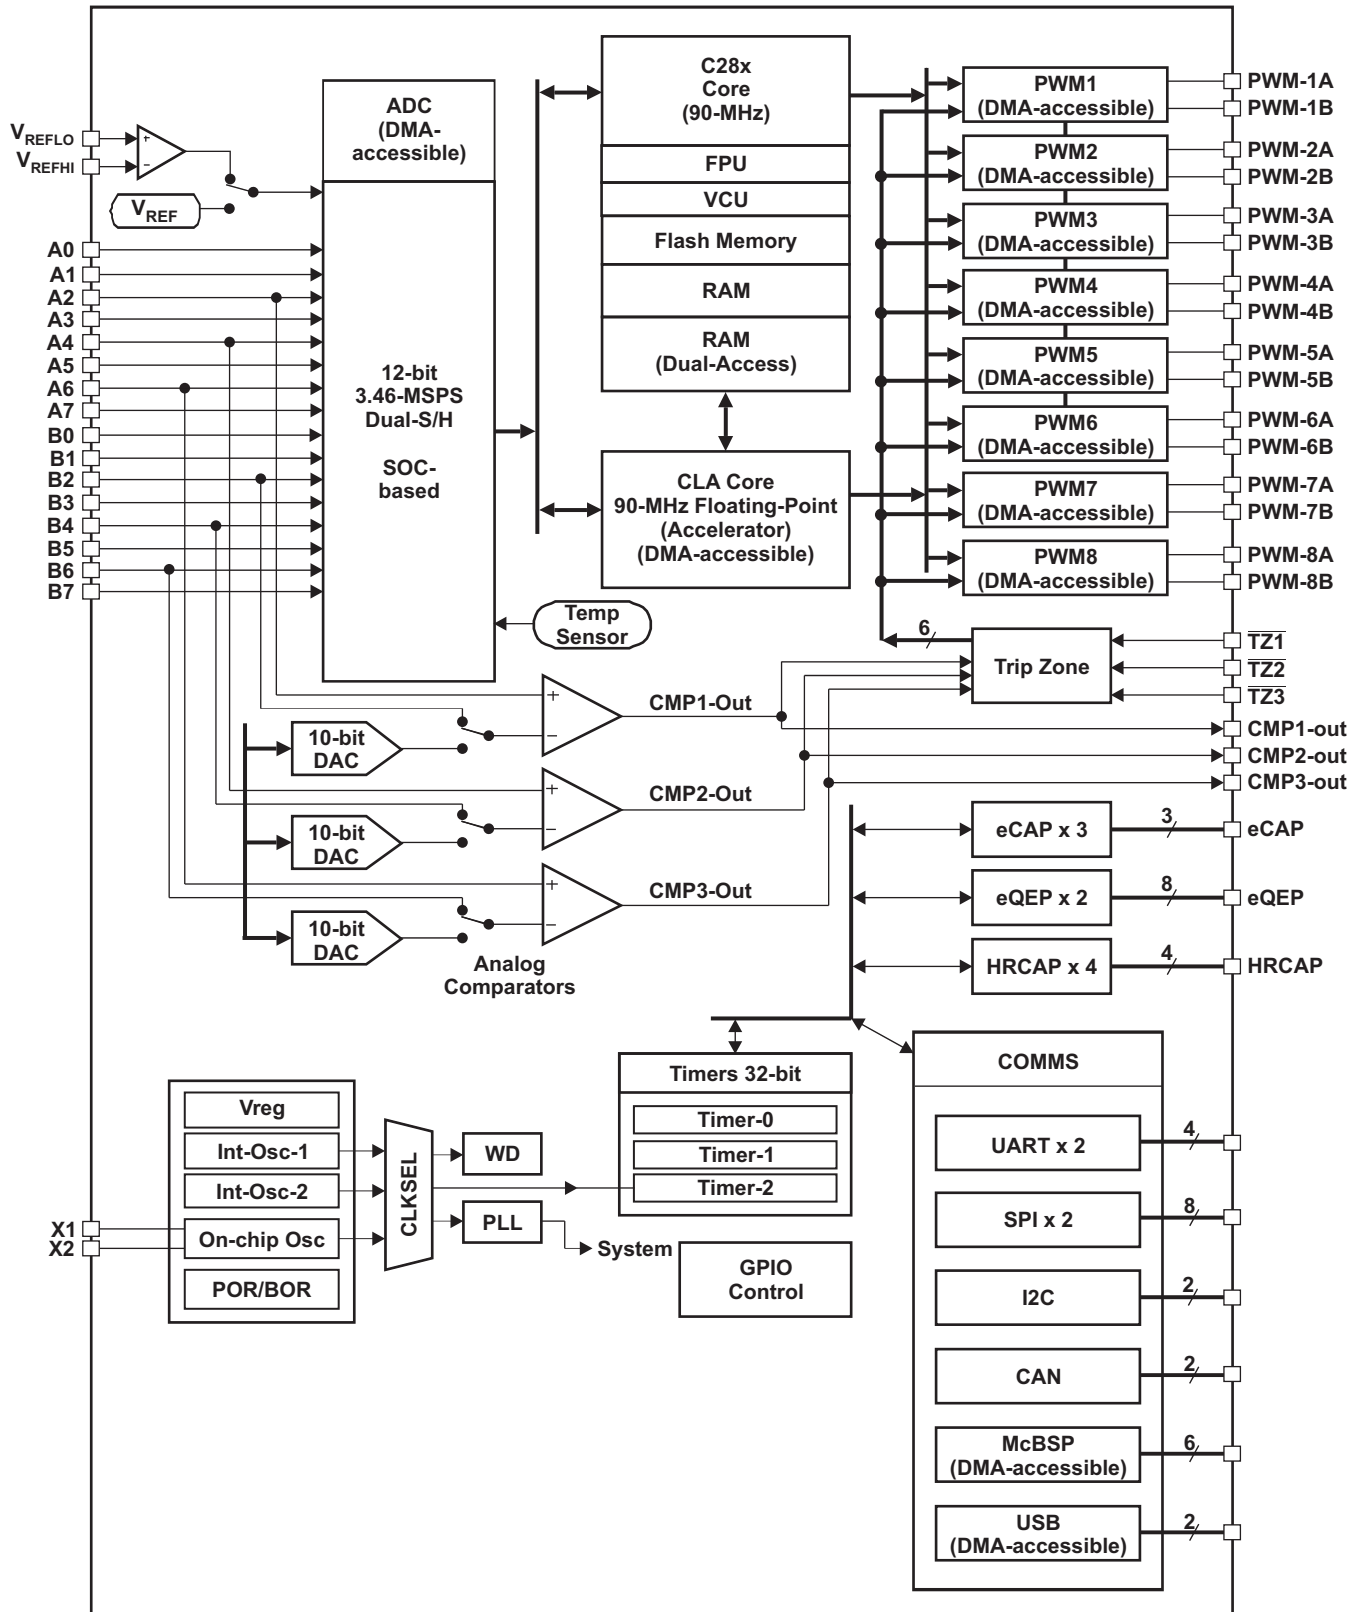 V_REFLO
V_REFHI
V_REF
+
−
A0
A1
A2
A3
A4
A5
A6
A7
B0
B1
B2
B3
B4
B5
B6
B7
ADC
(DMA-
accessible)
12-bit
3.46-MSPS
Dual-S/H
SOC-
based
Temp
Sensor
C28x
Core
(90-MHz)
FPU
VCU
Flash Memory
RAM
RAM
(Dual-Access)
CLA Core
90-MHz Floating-Point
(Accelerator)
(DMA-accessible)
PWM1
(DMA-accessible)
PWM2
(DMA-accessible)
PWM3
(DMA-accessible)
PWM4
(DMA-accessible)
PWM5
(DMA-accessible)
PWM6
(DMA-accessible)
PWM7
(DMA-accessible)
PWM8
(DMA-accessible)
PWM-1A
PWM-1B
PWM-2A
PWM-2B
PWM-3A
PWM-3B
PWM-4A
PWM-4B
PWM-5A
PWM-5B
PWM-6A
PWM-6B
PWM-7A
PWM-7B
PWM-8A
PWM-8B
6
Trip Zone
TZ1
TZ2
TZ3
CMP1-out
CMP2-out
CMP3-out
10-bit
DAC
+
−
CMP1-Out
10-bit
DAC
+
−
CMP2-Out
10-bit
DAC
+
−
CMP3-Out
Analog
Comparators
eCAP x 3
3
eCAP
eQEP x 2
8
eQEP
HRCAP x 4
4
HRCAP
X1
X2
Vreg
Int-Osc-1
Int-Osc-2
On-chip Osc
POR/BOR
CLKSEL
WD
PLL
System
Timers 32-bit
Timer-0
Timer-1
Timer-2
GPIO
Control
COMMS
UART x 2
4
SPI x 2
8
I2C
2
CAN
2
McBSP
(DMA-accessible)
6
USB
(DMA-accessible)
2